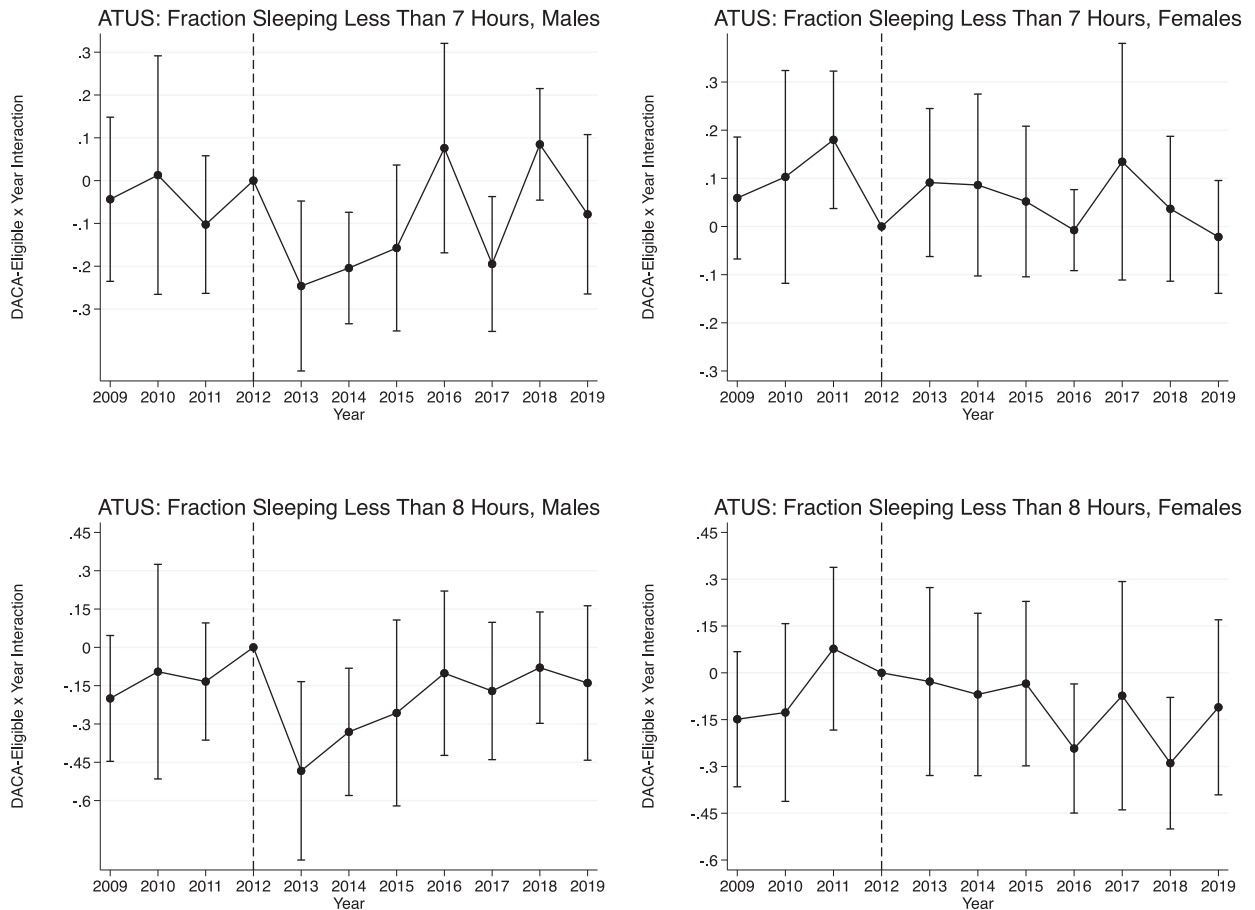 ATUS: Fraction Sleeping Less Than 7 Hours, Males
DACA-Eligible x Year Interaction
.3
.2
.1
0
-.1
-.2
-.3
2009 2010 2011 2012 2013 2014 2015 2016 2017 2018 2019
Year
ATUS: Fraction Sleeping Less Than 7 Hours, Females
DACA-Eligible x Year Interaction
.3
.2
.1
0
-.1
-.2
-.3
2009 2010 2011 2012 2013 2014 2015 2016 2017 2018 2019
Year
ATUS: Fraction Sleeping Less Than 8 Hours, Males
DACA-Eligible x Year Interaction
.45
.3
.15
0
-.15
-.3
-.45
-.6
2009 2010 2011 2012 2013 2014 2015 2016 2017 2018 2019
Year
ATUS: Fraction Sleeping Less Than 8 Hours, Females
DACA-Eligible x Year Interaction
.45
.3
.15
0
-.15
-.3
-.45
-.6
2009 2010 2011 2012 2013 2014 2015 2016 2017 2018 2019
Year